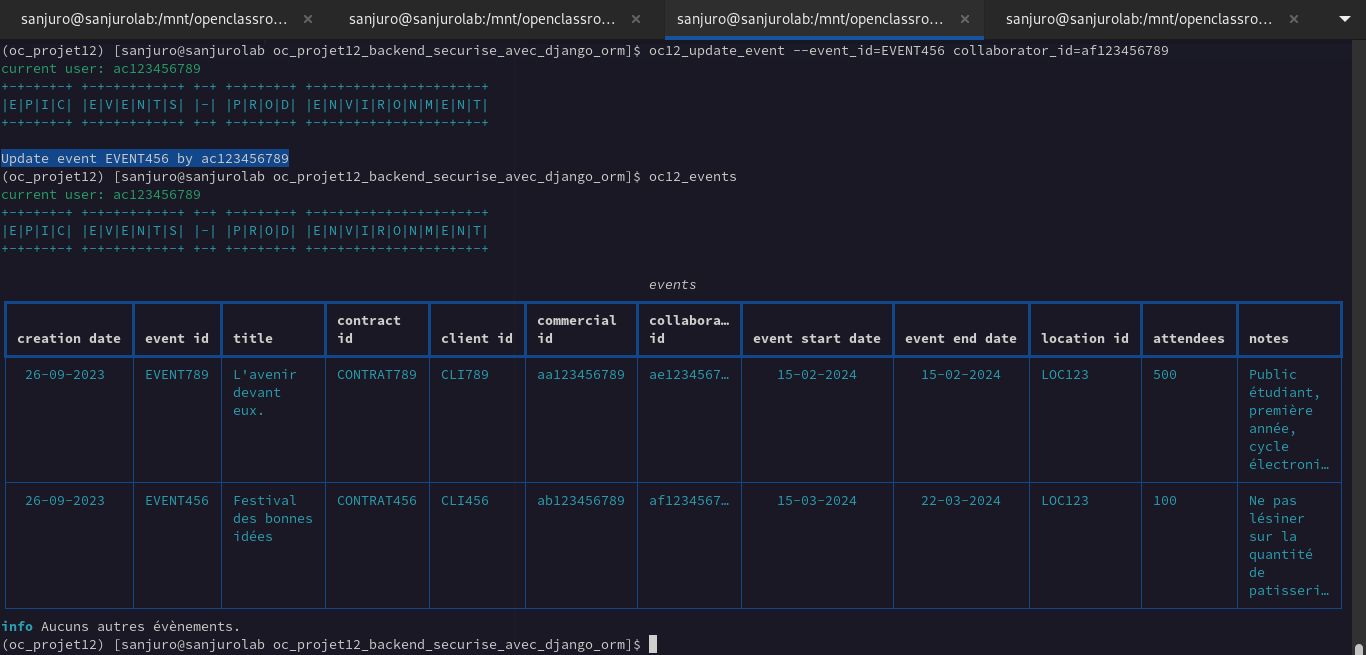 sanjuro@sanjurolab:/mnt/openclassro… × sanjuro@sanjurolab:/mnt/openclassro… × sanjuro@sanjurolab:/mnt/openclassro… × sanjuro@sanjurolab:/mnt/openclassro… ×
(oc_projet12) [sanjuro@sanjurolab oc_projet12_backend_securise_avec_django_orm]$ oc12_update_event --event_id=EVENT456 collaborator_id=af123456789
current user: ac123456789
+-+-+-+-+ +-+-+-+-+-+-+ +-+ +-+-+-+-+ +-+-+-+-+-+-+-+-+-+-+-+
|E|P|I|C| |E|V|E|N|T|S| |-| |P|R|O|D| |E|N|V|I|R|O|N|M|E|N|T|
+-+-+-+-+ +-+-+-+-+-+-+ +-+ +-+-+-+-+ +-+-+-+-+-+-+-+-+-+-+-+
Update event EVENT456 by ac123456789
(oc_projet12) [sanjuro@sanjurolab oc_projet12_backend_securise_avec_django_orm]$ oc12_events
current user: ac123456789
+-+-+-+-+ +-+-+-+-+-+-+ +-+ +-+-+-+-+ +-+-+-+-+-+-+-+-+-+-+-+
|E|P|I|C| |E|V|E|N|T|S| |-| |P|R|O|D| |E|N|V|I|R|O|N|M|E|N|T|
+-+-+-+-+ +-+-+-+-+-+-+ +-+ +-+-+-+-+ +-+-+-+-+-+-+-+-+-+-+-+
events
contract commercial collabora…
creation date event id title id client id id id event start date event end date location id attendees notes
26-09-2023 EVENT789 L'avenir CONTRAT789 CLI789 aa123456789 ae1234567… 15-02-2024 15-02-2024 LOC123 500 Public
devant étudiant,
eux. première
année,
cycle
électroni…
26-09-2023 EVENT456 Festival CONTRAT456 CLI456 ab123456789 af1234567… 15-03-2024 22-03-2024 LOC123 100 Ne pas
des bonnes lésiner
idées sur la
quantité
de
patisseri…
info Aucuns autres évènements.
(oc_projet12) [sanjuro@sanjurolab oc_projet12_backend_securise_avec_django_orm]$